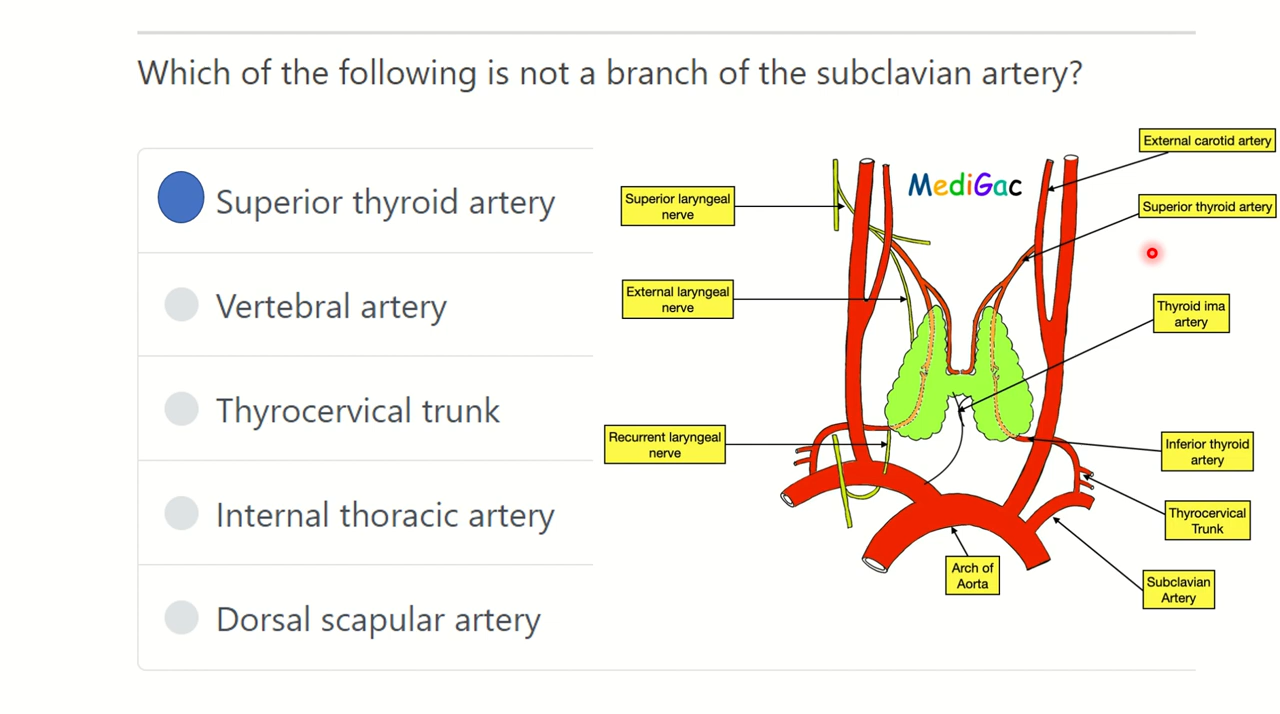 Which of the following is not a branch of the subclavian artery?
Superior thyroid artery
Vertebral artery
Thyrocervical trunk
Internal thoracic artery
Dorsal scapular artery
MediGac
External carotid artery
Superior laryngeal
nerve
Superior thyroid artery
External laryngeal
nerve
Thyroid ima
artery
Recurrent laryngeal
nerve
Inferior thyroid
artery
Thyrocervical
Trunk
Arch of
Aorta
Subclavian
Artery